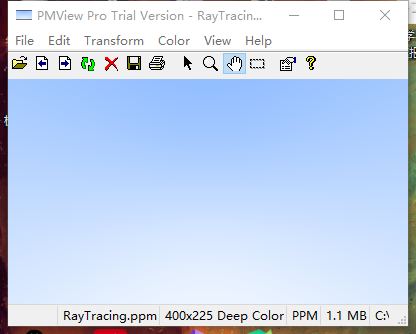 PMView Pro Trial Version - RayTracin...
File Edit Transform Color View Help
RayTracing.ppm 400x225 Deep Color PPM 1.1 MB C:\